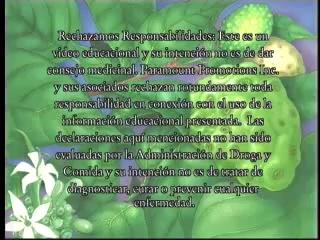 Rechazamos Responsabilidades: Este es un
video educacional y su intención no es de dar
consejo medicinal. Paramount Promotions Inc.
y sus asociados rechazan rotundamente toda
responsabilidad en conexión con el uso de la
información educacional presentada. Las
declaraciones aqui mencionadas no han sido
evaluadas por la Administración de Droga y
Comida y su intención no es de tratar de
diagnosticar, curar o prevenir cualquier
enfermedad.